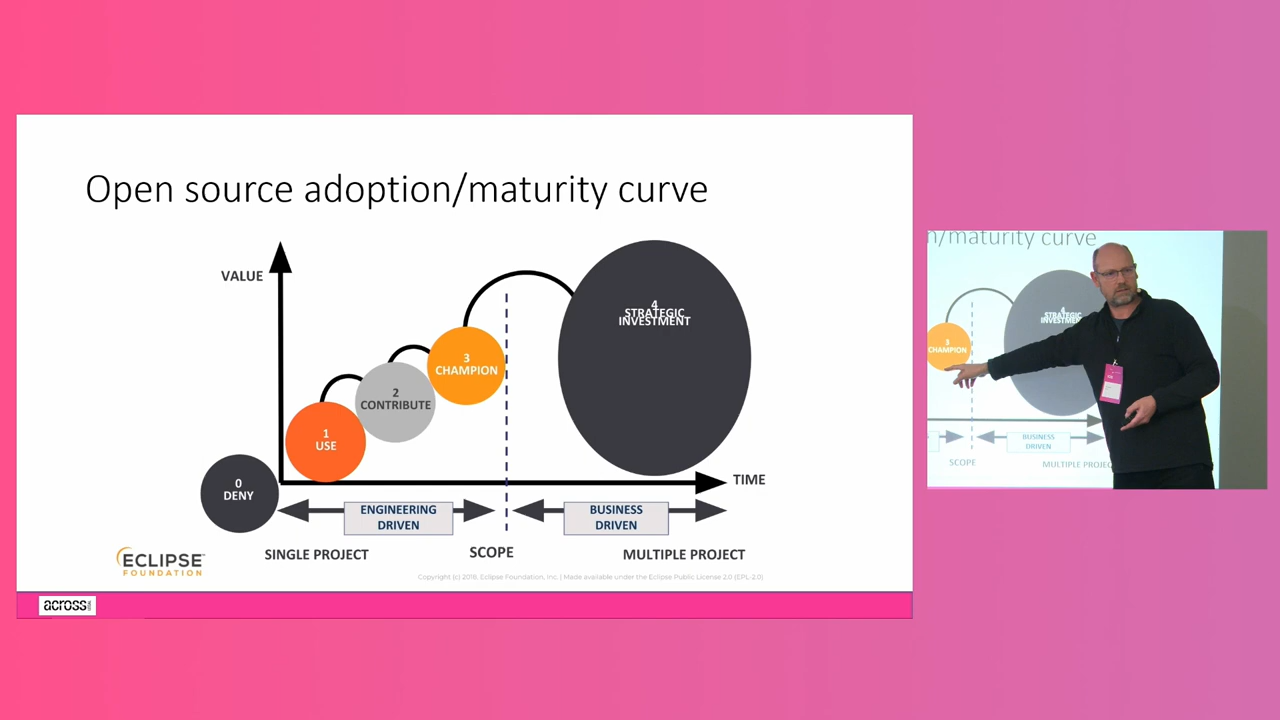 Open source adoption/maturity curve
VALUE
4
STRATEGIC
INVESTMENT
3
CHAMPION
2
CONTRIBUTE
1
USE
0
DENY
TIME
ENGINEERING
DRIVEN
BUSINESS
DRIVEN
SINGLE PROJECT
SCOPE
MULTIPLE PROJECT
ECLIPSE
FOUNDATION
Copyright (c) 2018, Eclipse Foundation, Inc. | Made available under the Eclipse Public License 2.0 (EPL-2.0)
across
n/maturity curve
4
STRATEGIC
INVESTMENT
3
CHAMPION
BUSINESS
DRIVEN
SCOPE
MULTIPLE PROJEC